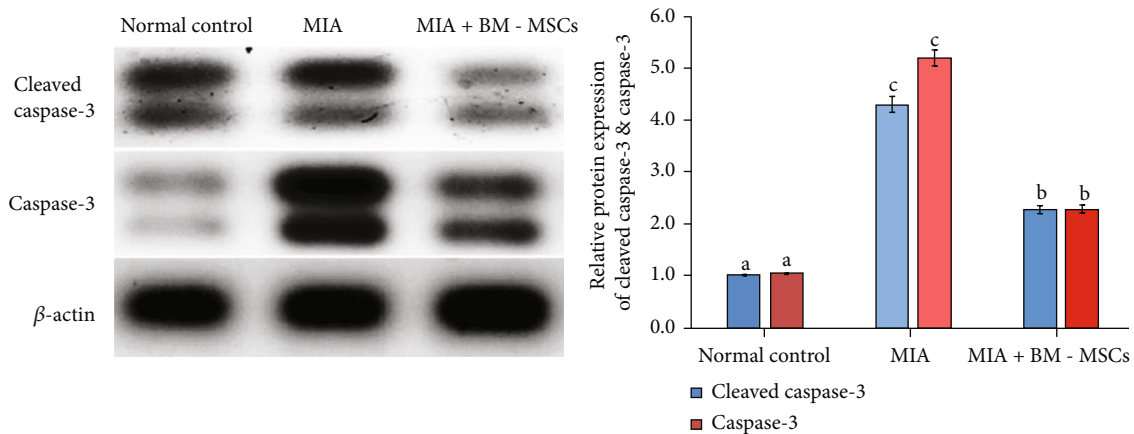 Normal control MIA MIA + BM - MSCs
Cleaved
caspase-3
Caspase-3
β-actin
Relative protein expression
of cleaved caspase-3 & caspase-3
6.0
5.0
4.0
3.0
2.0
1.0
0.0
a a
c c
b b
Normal control MIA MIA + BM - MSCs
Cleaved caspase-3
Caspase-3